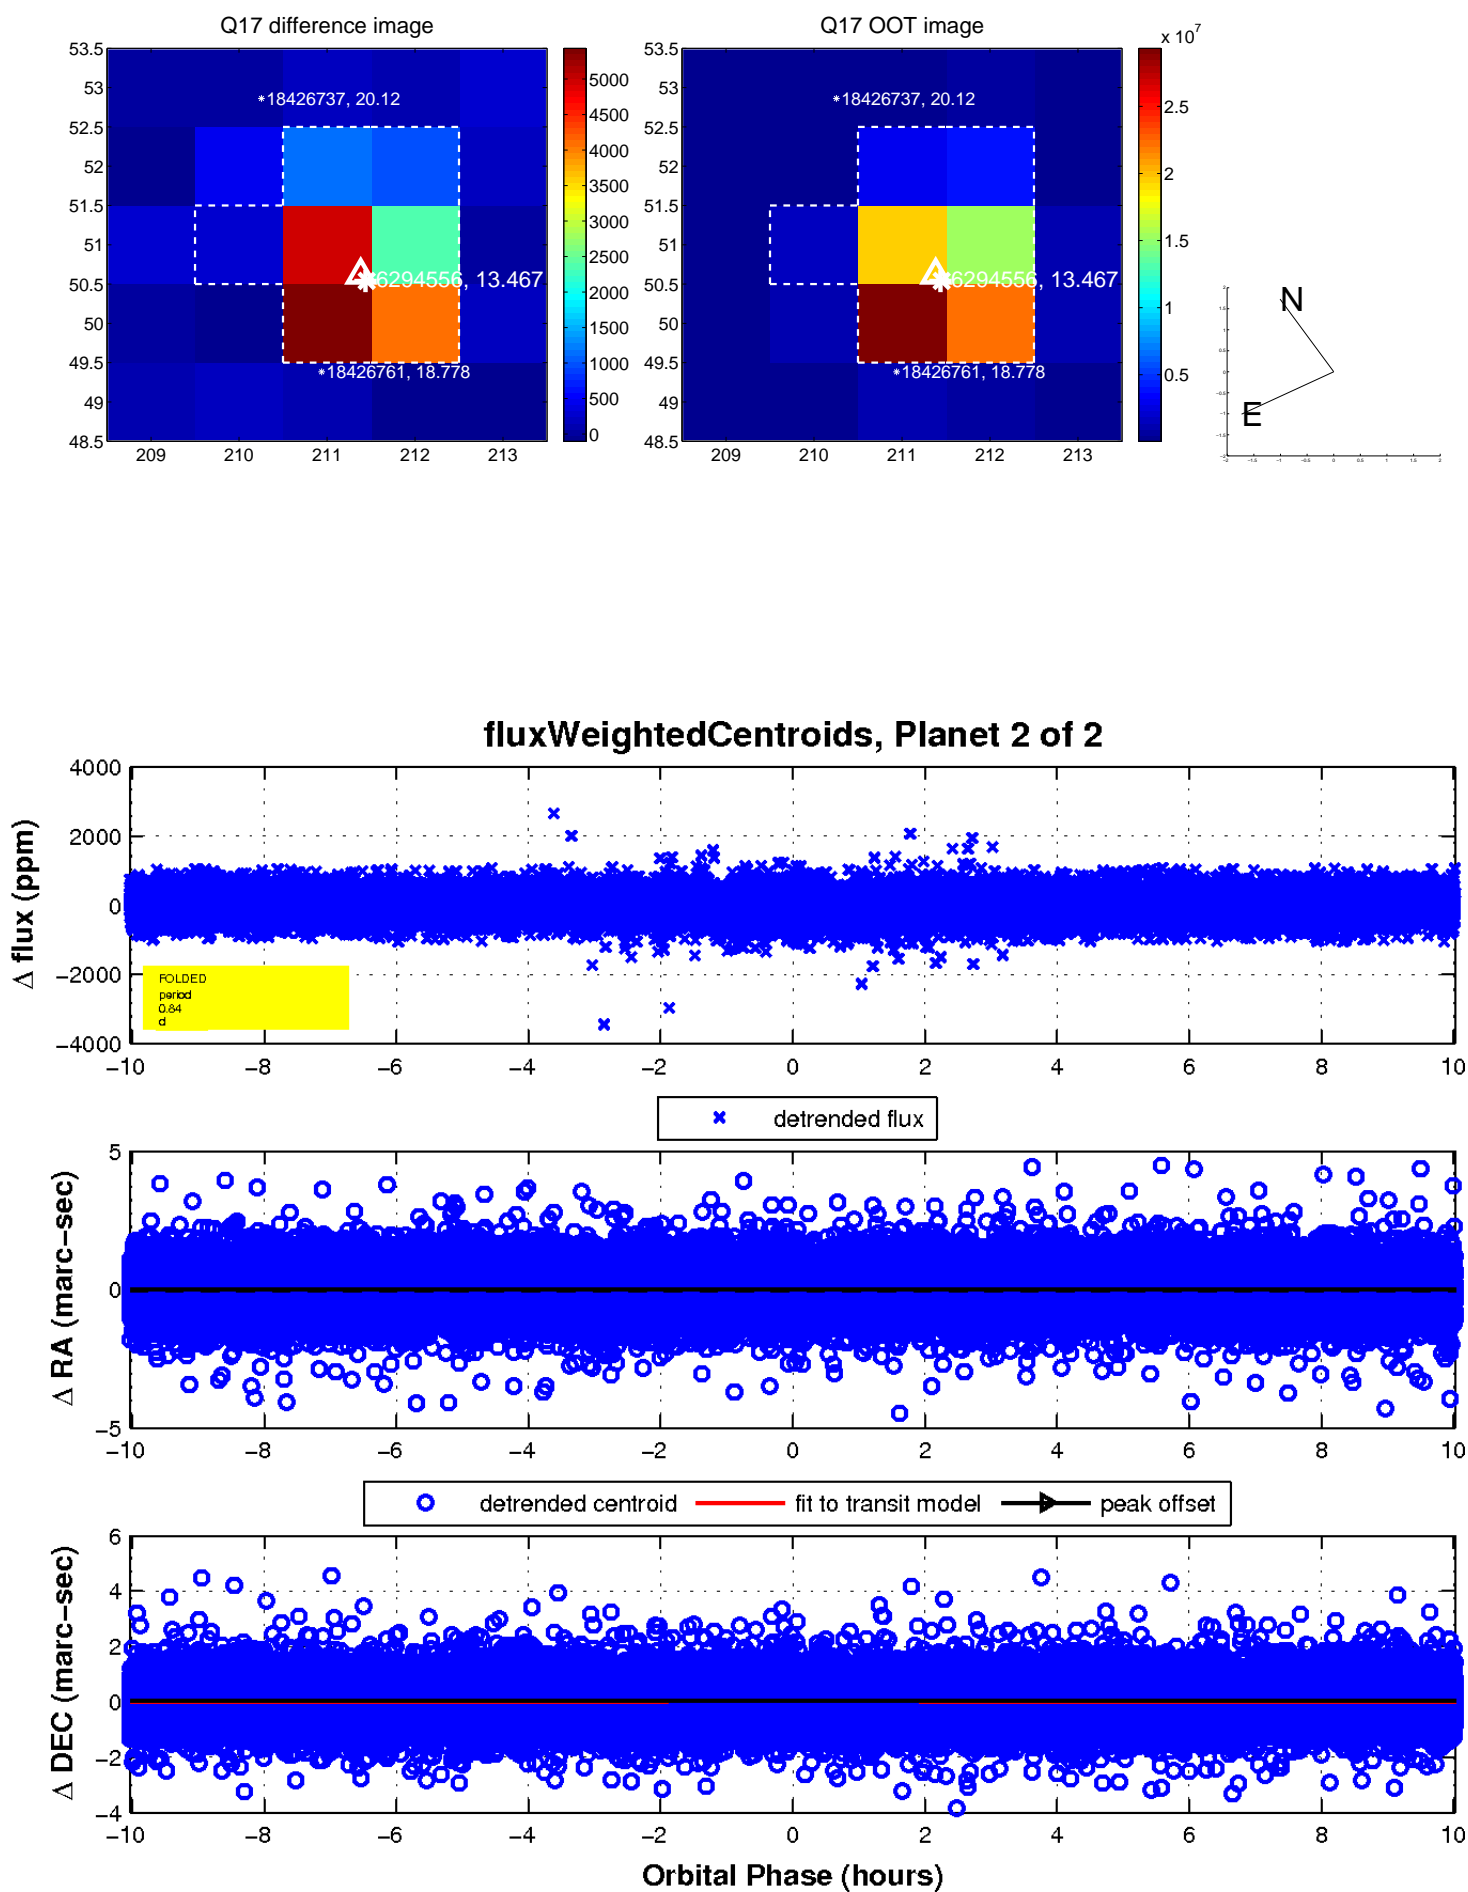 Q17 difference image
53.5
53
52.5
52
51.5
51
50.5
50
49.5
49
48.5
209 210 211 212 213
*18426737, 20.12
6294556, 13.467
*18426761, 18.778
5000
4500
4000
3500
3000
2500
2000
1500
1000
500
0
Q17 OOT image
53.5
53
52.5
52
51.5
51
50.5
50
49.5
49
48.5
209 210 211 212 213
*18426737, 20.12
6294556, 13.467
*18426761, 18.778
x 10^7
2.5
2
1.5
1
0.5
N
E
fluxWeightedCentroids, Planet 2 of 2
Δ flux (ppm)
4000
2000
0
−2000
−4000
FOLDED
period
0.84
d
−10 −8 −6 −4 −2 0 2 4 6 8 10
detrended flux
Δ RA (marc−sec)
5
0
−5
−10 −8 −6 −4 −2 0 2 4 6 8 10
detrended centroid fit to transit model peak offset
Δ DEC (marc−sec)
6
4
2
0
−2
−4
−10 −8 −6 −4 −2 0 2 4 6 8 10
Orbital Phase (hours)